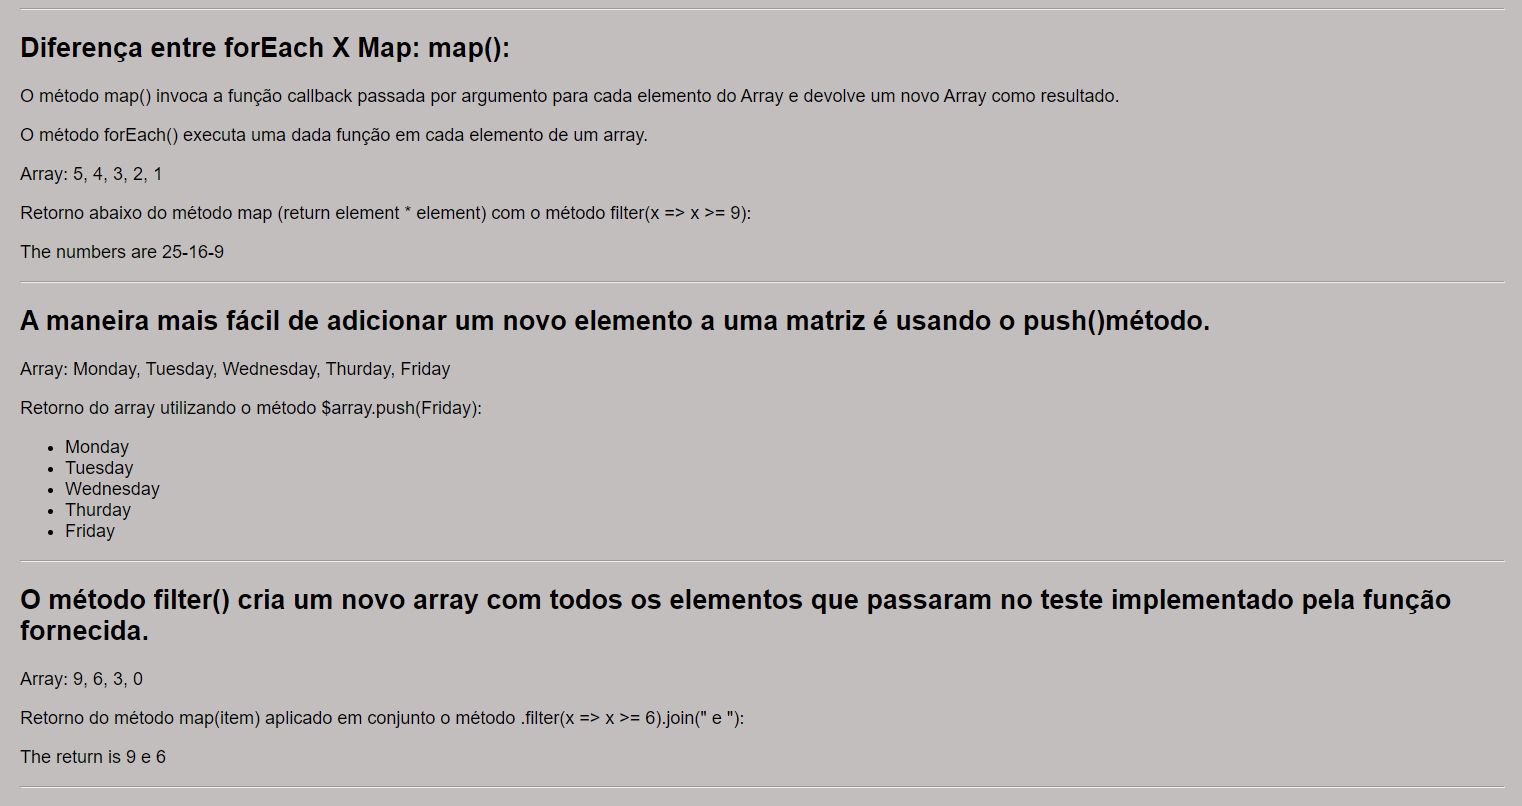 Diferença entre forEach X Map: map():
O método map() invoca a função callback passada por argumento para cada elemento do Array e devolve um novo Array como resultado.
O método forEach() executa uma dada função em cada elemento de um array.
Array: 5, 4, 3, 2, 1
Retorno abaixo do método map (return element * element) com o método filter(x => x >= 9):
The numbers are 25-16-9
A maneira mais fácil de adicionar um novo elemento a uma matriz é usando o push()método.
Array: Monday, Tuesday, Wednesday, Thurday, Friday
Retorno do array utilizando o método $array.push(Friday):
• Monday
• Tuesday
• Wednesday
• Thurday
• Friday
O método filter() cria um novo array com todos os elementos que passaram no teste implementado pela função
fornecida.
Array: 9, 6, 3, 0
Retorno do método map(item) aplicado em conjunto o método .filter(x => x >= 6).join(" e "):
The return is 9 e 6